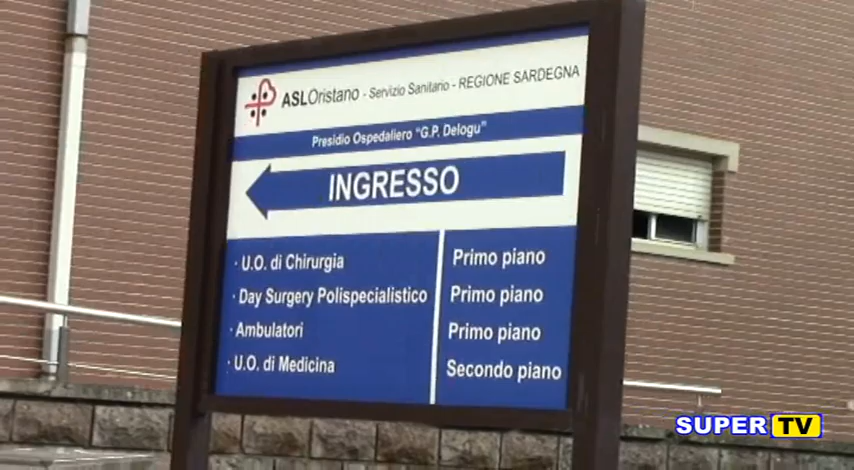 ASLOristano - Servizio Sanitario - REGIONE SARDEGNA
Presidio Ospedaliero "G.P. Delogu"
INGRESSO
· U.O. di Chirurgia Primo piano
· Day Surgery Polispecialistico Primo piano
· Ambulatori Primo piano
· U.O. di Medicina Secondo piano
SUPER TV